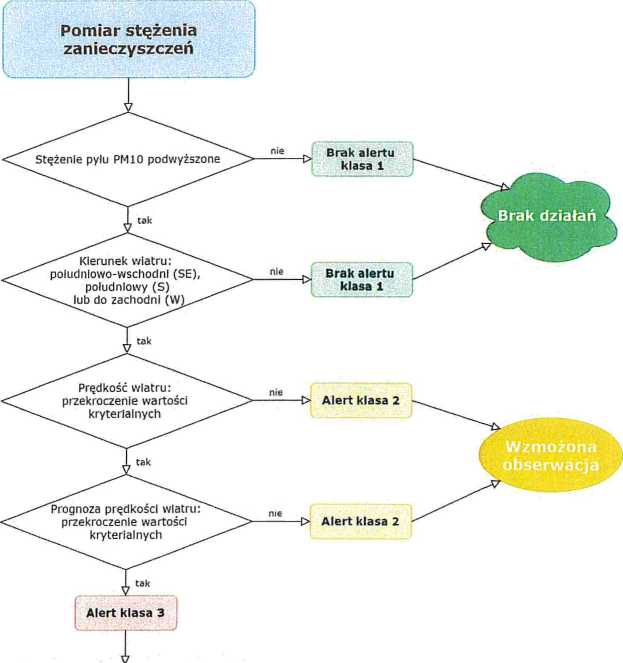 Pomiar stężenia
zanieczyszczeń
Stężenie pyłu PM10 podwyższone
nie
Brak alertu
klasa 1
Brak działań
tak
Kierunek wiatru:
południowo-wschodni (SE),
południowy (S)
lub do zachodni (W)
nie
Brak alertu
klasa 1
tak
Prędkość wiatru:
przekroczenie wartości
kryterialnych
nie
Alert klasa 2
Wzmożona
obserwacja
tak
Prognoza prędkości wiatru:
przekroczenie wartości
kryterialnych
nie
Alert klasa 2
tak
Alert klasa 3